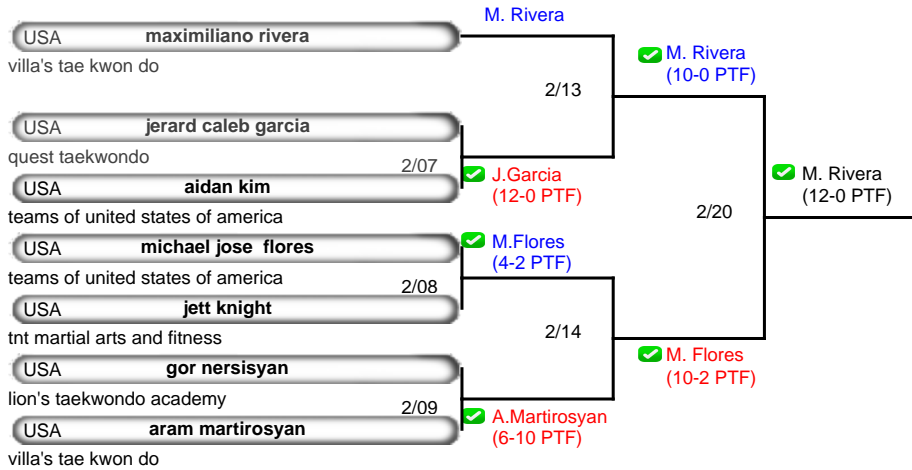 USA maximiliano rivera
villa's tae kwon do
USA jerard caleb garcia
quest taekwondo
USA aidan kim
teams of united states of america
USA michael jose flores
teams of united states of america
USA jett knight
tnt martial arts and fitness
USA gor nersisyan
lion's taekwondo academy
USA aram martirosyan
villa's tae kwon do
2/07
2/08
2/09
M. Rivera
J.Garcia
(12-0 PTF)
M.Flores
(4-2 PTF)
A.Martirosyan
(6-10 PTF)
2/13
2/14
M. Rivera
(10-0 PTF)
M. Flores
(10-2 PTF)
2/20
M. Rivera
(12-0 PTF)